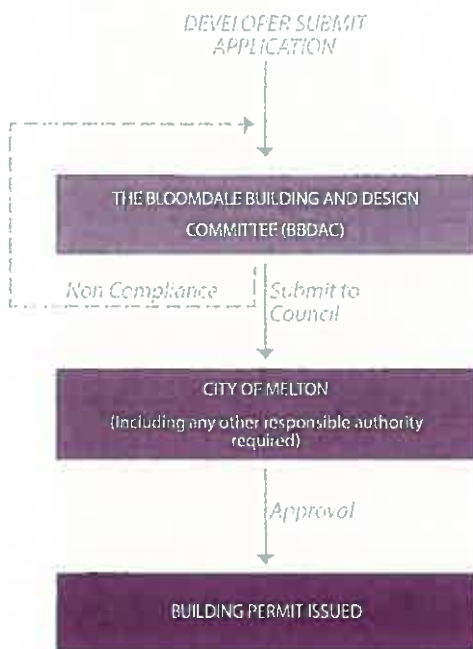 DEVELOPER SUBMIT
APPLICATION
THE BLOOMDALE BUILDING AND DESIGN
COMMITTEE (BBDAC)
Non Compliance
Submit to
Council
CITY OF MELTON
(Including any other responsible authority
required)
Approval
BUILDING PERMIT ISSUED